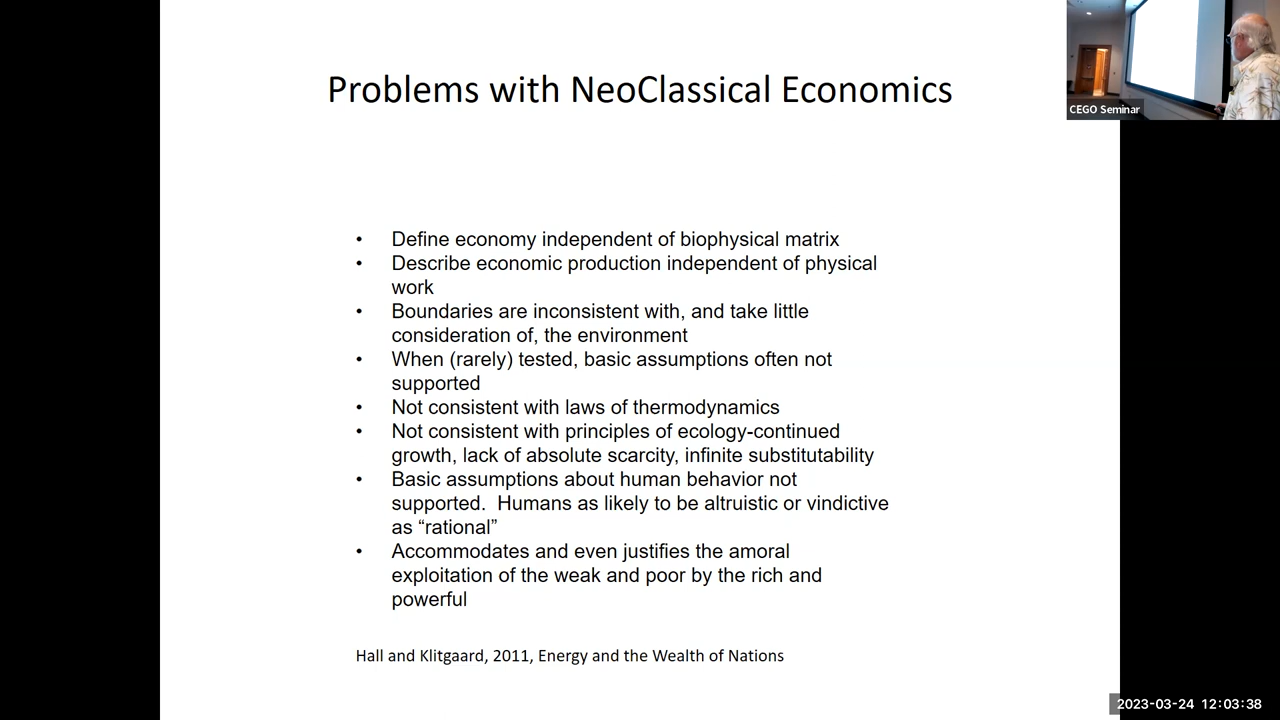 Problems with NeoClassical Economics
CEGO Seminar
• Define economy independent of biophysical matrix
• Describe economic production independent of physical
work
• Boundaries are inconsistent with, and take little
consideration of, the environment
• When (rarely) tested, basic assumptions often not
supported
• Not consistent with laws of thermodynamics
• Not consistent with principles of ecology-continued
growth, lack of absolute scarcity, infinite substitutability
• Basic assumptions about human behavior not
supported.  Humans as likely to be altruistic or vindictive
as “rational”
• Accommodates and even justifies the amoral
exploitation of the weak and poor by the rich and
powerful
Hall and Klitgaard, 2011, Energy and the Wealth of Nations
2023-03-24 12:03:38